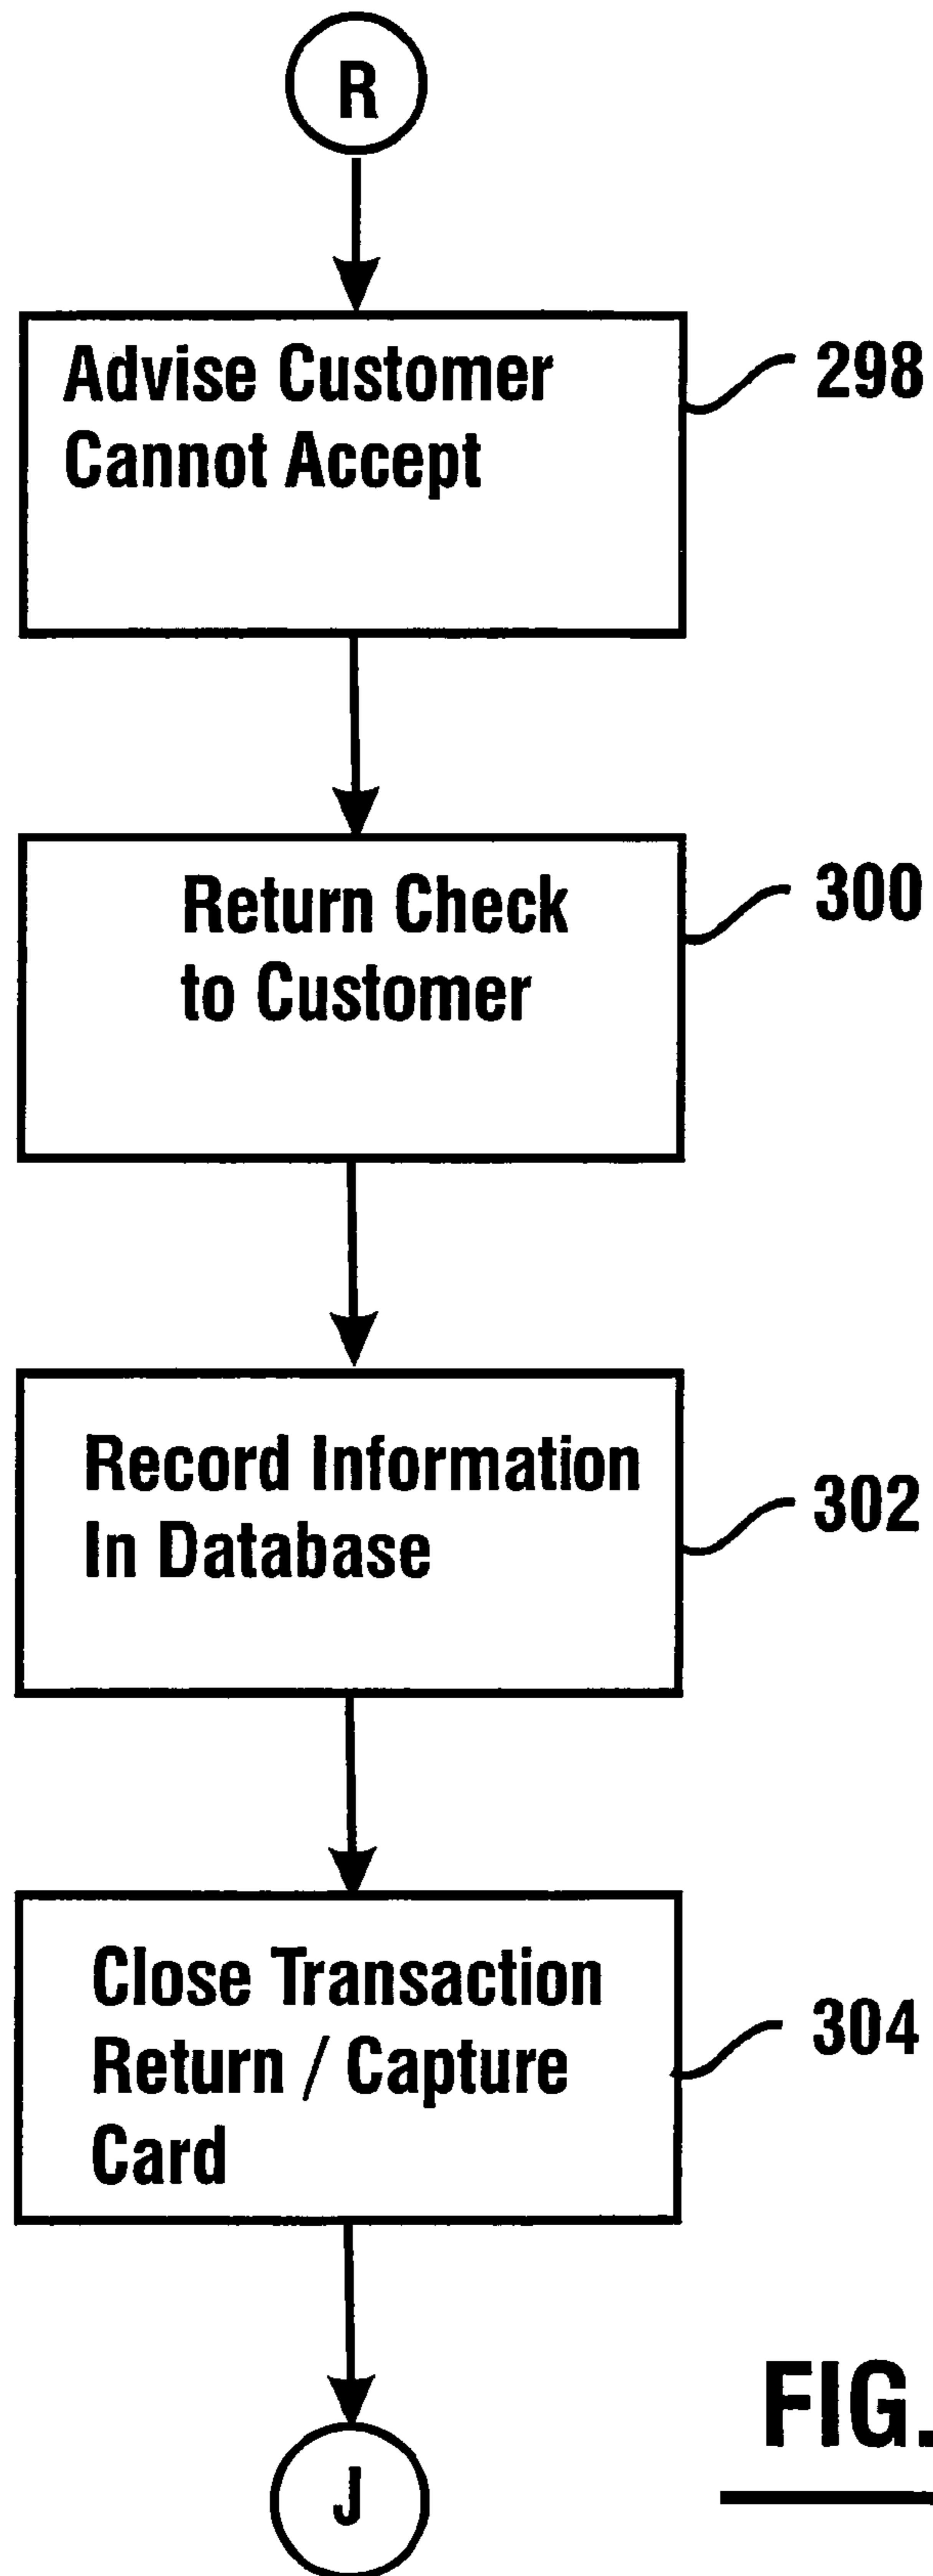 R
Advise Customer
Cannot Accept
298
Return Check
to Customer
300
Record Information
In Database
302
Close Transaction
Return / Capture
Card
304
FIG.
J